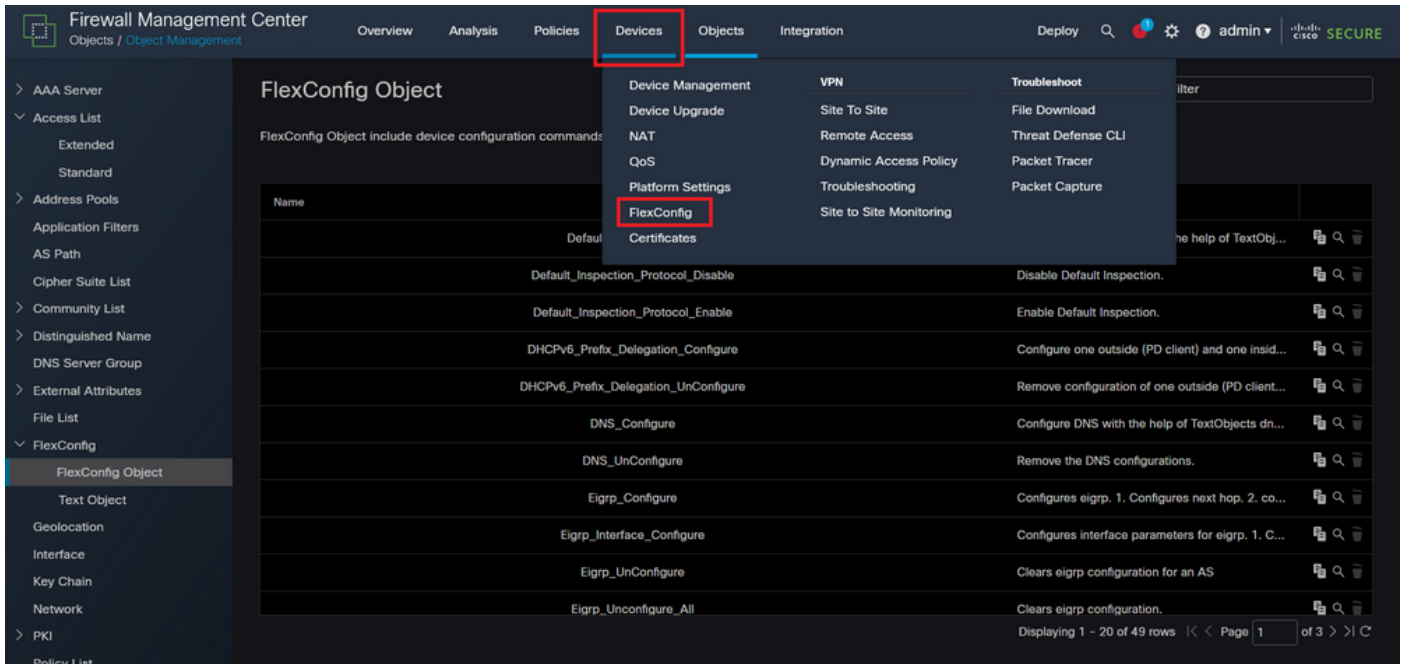 Firewall Management Center
Objects / Object Management
Overview
Analysis
Policies
Devices
Objects
Integration
Deploy
1
admin
cisco SECURE
AAA Server
Access List
Extended
Standard
Address Pools
Application Filters
AS Path
Cipher Suite List
Community List
Distinguished Name
DNS Server Group
External Attributes
File List
FlexConfig
FlexConfig Object
Text Object
Geolocation
Interface
Key Chain
Network
PKI
Policy List
FlexConfig Object
ilter
FlexConfig Object include device configuration commands
Device Management
Device Upgrade
NAT
QoS
Platform Settings
FlexConfig
Certificates
VPN
Site To Site
Remote Access
Dynamic Access Policy
Troubleshooting
Site to Site Monitoring
Troubleshoot
File Download
Threat Defense CLI
Packet Tracer
Packet Capture
Name
Defaul he help of TextObj...
Default_Inspection_Protocol_Disable Disable Default Inspection.
Default_Inspection_Protocol_Enable Enable Default Inspection.
DHCPv6_Prefix_Delegation_Configure Configure one outside (PD client) and one insid...
DHCPv6_Prefix_Delegation_UnConfigure Remove configuration of one outside (PD client...
DNS_Configure Configure DNS with the help of TextObjects dn...
DNS_UnConfigure Remove the DNS configurations.
Eigrp_Configure Configures eigrp. 1. Configures next hop. 2. co...
Eigrp_Interface_Configure Configures interface parameters for eigrp. 1. C...
Eigrp_UnConfigure Clears eigrp configuration for an AS
Eigrp_Unconfigure_All Clears eigrp configuration.
Displaying 1 - 20 of 49 rows |< < Page 1 of 3 > >| C